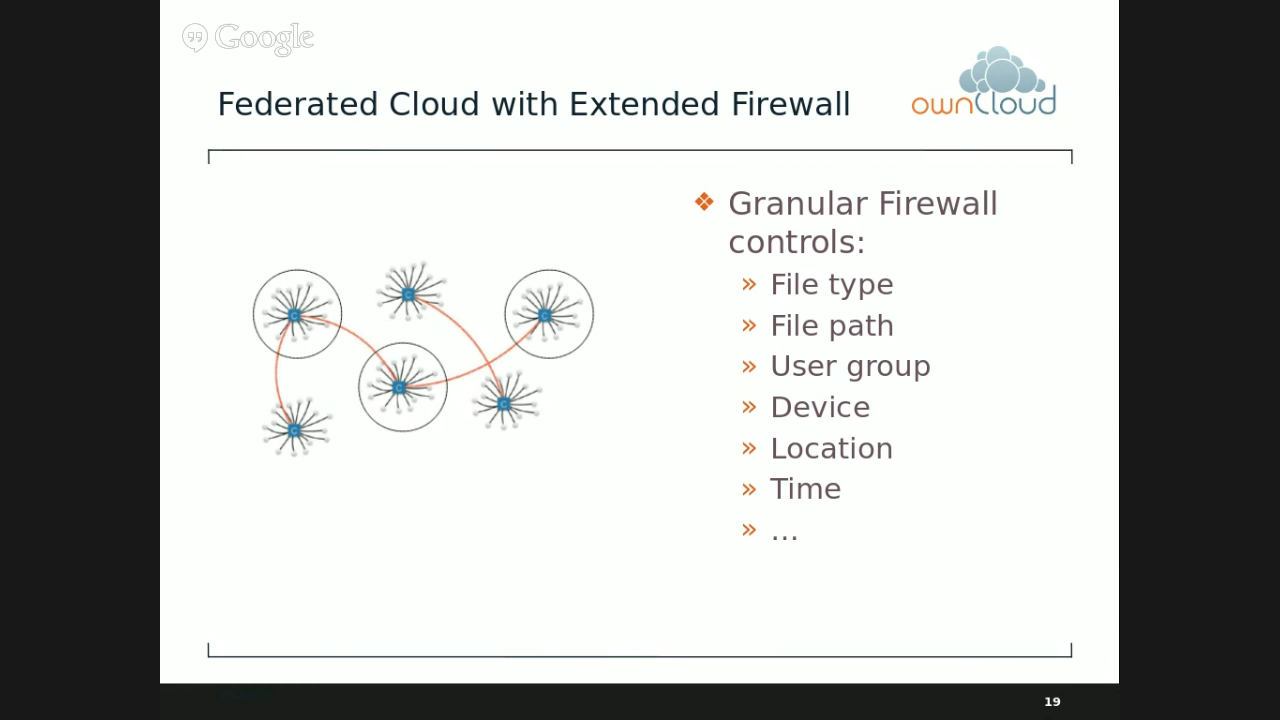 Google
Federated Cloud with Extended Firewall
ownCloud
❖ Granular Firewall
controls:
» File type
» File path
» User group
» Device
» Location
» Time
» ...
19